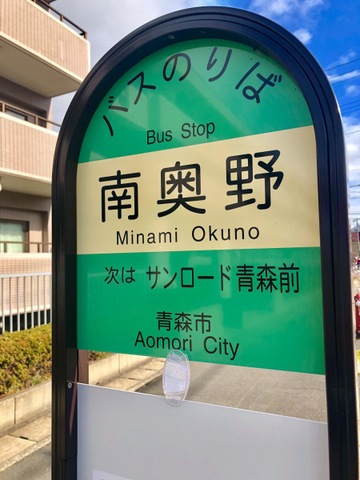 バスのりば
Bus Stop
南奥野
Minami Okuno
次は サンロード青森前
青森市
Aomori City